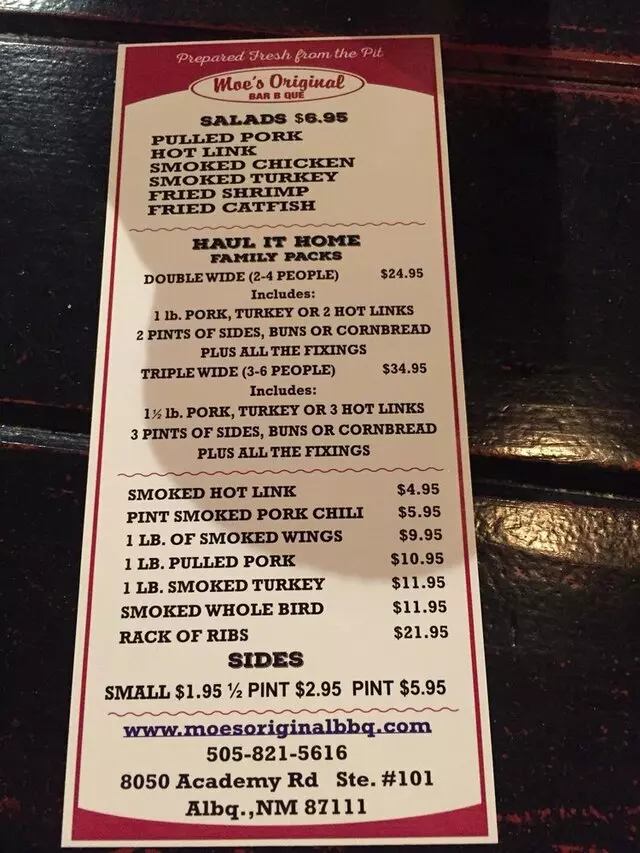 Prepared Fresh from the Pit
Moe's Original
BAR B QUE
SALADS $6.95
PULLED PORK
HOT LINK
SMOKED CHICKEN
SMOKED TURKEY
FRIED SHRIMP
FRIED CATFISH
HAUL IT HOME
FAMILY PACKS
DOUBLE WIDE (2-4 PEOPLE) $24.95
Includes:
1 lb. PORK, TURKEY OR 2 HOT LINKS
2 PINTS OF SIDES, BUNS OR CORNBREAD
PLUS ALL THE FIXINGS
TRIPLE WIDE (3-6 PEOPLE) $34.95
Includes:
1½ lb. PORK, TURKEY OR 3 HOT LINKS
3 PINTS OF SIDES, BUNS OR CORNBREAD
PLUS ALL THE FIXINGS
SMOKED HOT LINK $4.95
PINT SMOKED PORK CHILI $5.95
1 LB. OF SMOKED WINGS $9.95
1 LB. PULLED PORK $10.95
1 LB. SMOKED TURKEY $11.95
SMOKED WHOLE BIRD $11.95
RACK OF RIBS $21.95
SIDES
SMALL $1.95 ½ PINT $2.95 PINT $5.95
www.moesoriginalbbq.com
505-821-5616
8050 Academy Rd Ste. #101
Albq.,NM 87111